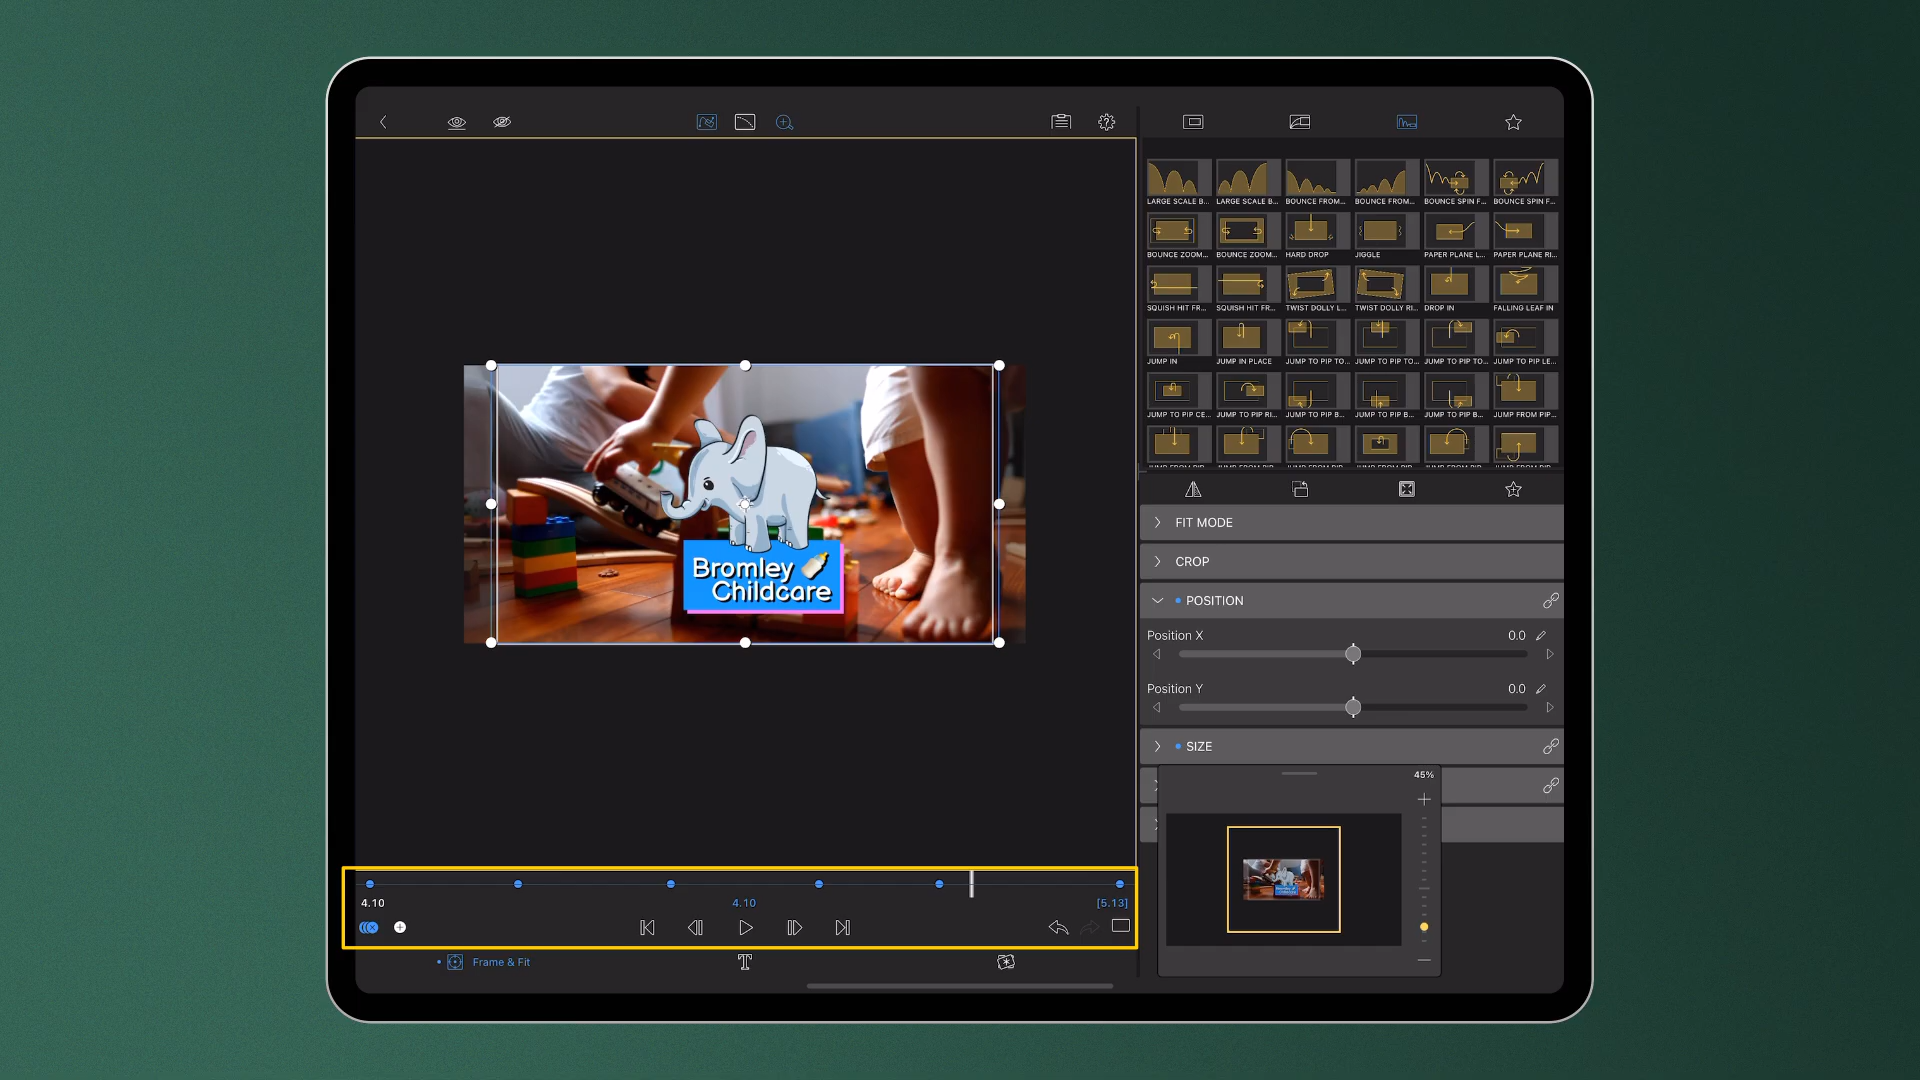 LARGE SCALE B...
LARGE SCALE B...
BOUNCE FROM...
BOUNCE FROM...
BOUNCE SPIN F...
BOUNCE SPIN F...
BOUNCE ZOOM...
BOUNCE ZOOM...
HARD DROP
JIGGLE
PAPER PLANE L...
PAPER PLANE RI...
SQUISH HIT FR...
SQUISH HIT FR...
TWIST DOLLY L...
TWIST DOLLY RI...
DROP IN
FALLING LEAF IN
JUMP IN
JUMP IN PLACE
JUMP TO PIP TO...
JUMP TO PIP TO...
JUMP TO PIP TO...
JUMP TO PIP LE...
JUMP TO PIP CE...
JUMP TO PIP RI...
JUMP TO PIP B...
JUMP TO PIP B...
JUMP TO PIP B...
JUMP FROM PIP...
FIT MODE
CROP
POSITION
Position X
0.0
Position Y
0.0
SIZE
45%
Bromley
Childcare
4.10
4.10
[5.13]
Frame & Fit